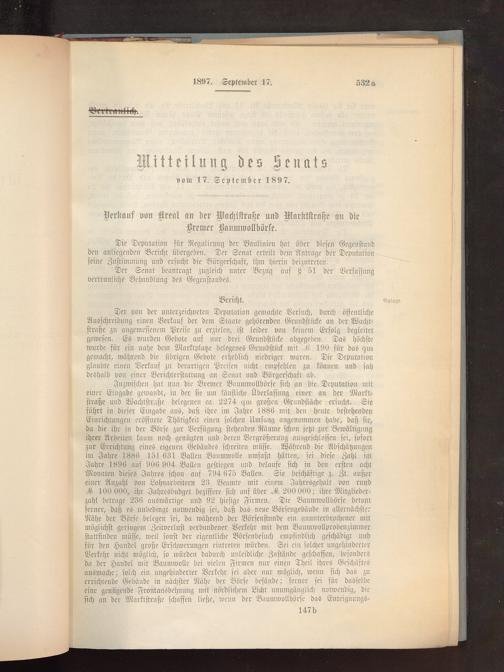 1897. September 17.
532a
Vertraulich.
Mitteilung des Senats
vom 17. September 1897.
Verkauf von Areal an der Wachtstraße und Marktstraße an die
Bremer Baumwollbörse.
Die Deputation für Regulierung der Baulinien hat über diesen Gegenstand
den anliegenden Bericht übergeben. Der Senat erteilt dem Antrage der Deputation
seine Zustimmung und ersucht die Bürgerschaft, ihm hierin beizutreten.
Der Senat beantragt zugleich unter Bezug auf § 51 der Verfassung
vertrauliche Behandlung des Gegenstandes.
Bericht.
Anlage.
Der von der unterzeichneten Deputation gemachte Versuch, durch öffentliche
Ausschreibung einen Verkauf der dem Staate gehörenden Grundstücke an der Wacht-
straße zu angemessenem Preise zu erzielen, ist leider von keinem Erfolg begleitet
gewesen. Es wurden Gebote auf nur drei Grundstücke abgegeben. Das höchste
wurde für ein nahe dem Marktplatze belegenes Grundstück mit ℳ 190 für das qm
gemacht, während die übrigen Gebote erheblich niedriger waren. Die Deputation
glaubte einen Verkauf zu derartigen Preisen nicht empfehlen zu können und sah
deshalb von einer Berichterstattung an Senat und Bürgerschaft ab.
Inzwischen hat nun die Bremer Baumwollbörse sich an die Deputation mit
einer Eingabe gewandt, in der sie um käufliche Überlassung einer an der Markt-
straße und Wachtstraße belegenen ca. 2274 qm großen Grundfläche ersucht. Sie
führt in dieser Eingabe aus, daß ihre im Jahre 1886 mit den heute bestehenden
Einrichtungen eröffnete Thätigkeit einen solchen Umfang angenommen habe, daß sie,
da die ihr in der Börse zur Verfügung stehenden Räume schon jetzt zur Bewältigung
ihrer Arbeiten kaum noch genügten und deren Vergrößerung ausgeschlossen sei, sofort
zur Errichtung eines eigenen Gebäudes schreiten müsse. Während die Abschätzungen
im Jahre 1886 151 631 Ballen Baumwolle umfaßt hätten, sei diese Zahl im
Jahre 1896 auf 906 904 Ballen gestiegen und belaufe sich in den ersten acht
Monaten dieses Jahres schon auf 794 675 Ballen. Sie beschäftige z. Zt. außer
einer Anzahl von Lohnarbeitern 23 Beamte mit einem Jahresgehalt von rund
ℳ 100 000, ihr Jahresbudget beziffere sich auf über ℳ 200 000; ihre Mitglieder-
zahl betrage 236 auswärtige und 92 hiesige Firmen. Die Baumwollbörse betont
ferner, daß es unbedingt notwendig sei, daß das neue Börsengebäude in allernächster
Nähe der Börse belegen sei, da während der Börsenstunde ein ununterbrochener mit
möglichst geringem Zeitverlust verbundener Verkehr mit dem Baumwollprobenzimmer
stattfinden müsse, weil sonst der eigentliche Börsenbesuch empfindlich geschädigt und
für den Handel große Erschwerungen eintreten würden. Sei ein solcher ungehinderter
Verkehr nicht möglich, so würden dadurch unleidliche Zustände geschaffen, besonders
da der Handel mit Baumwolle bei vielen Firmen nur einen Theil ihres Geschäftes
ausmache; solch ein ungehinderter Verkehr sei aber nur möglich, wenn sich das zu
errichtende Gebäude in nächster Nähe der Börse befände; ferner sei für dasselbe
eine genügende Frontausdehnung mit nördlichem Licht unumgänglich notwendig, die
sich an der Marktstraße schaffen ließe, wenn der Baumwollbörse das Enteignungs-
147b